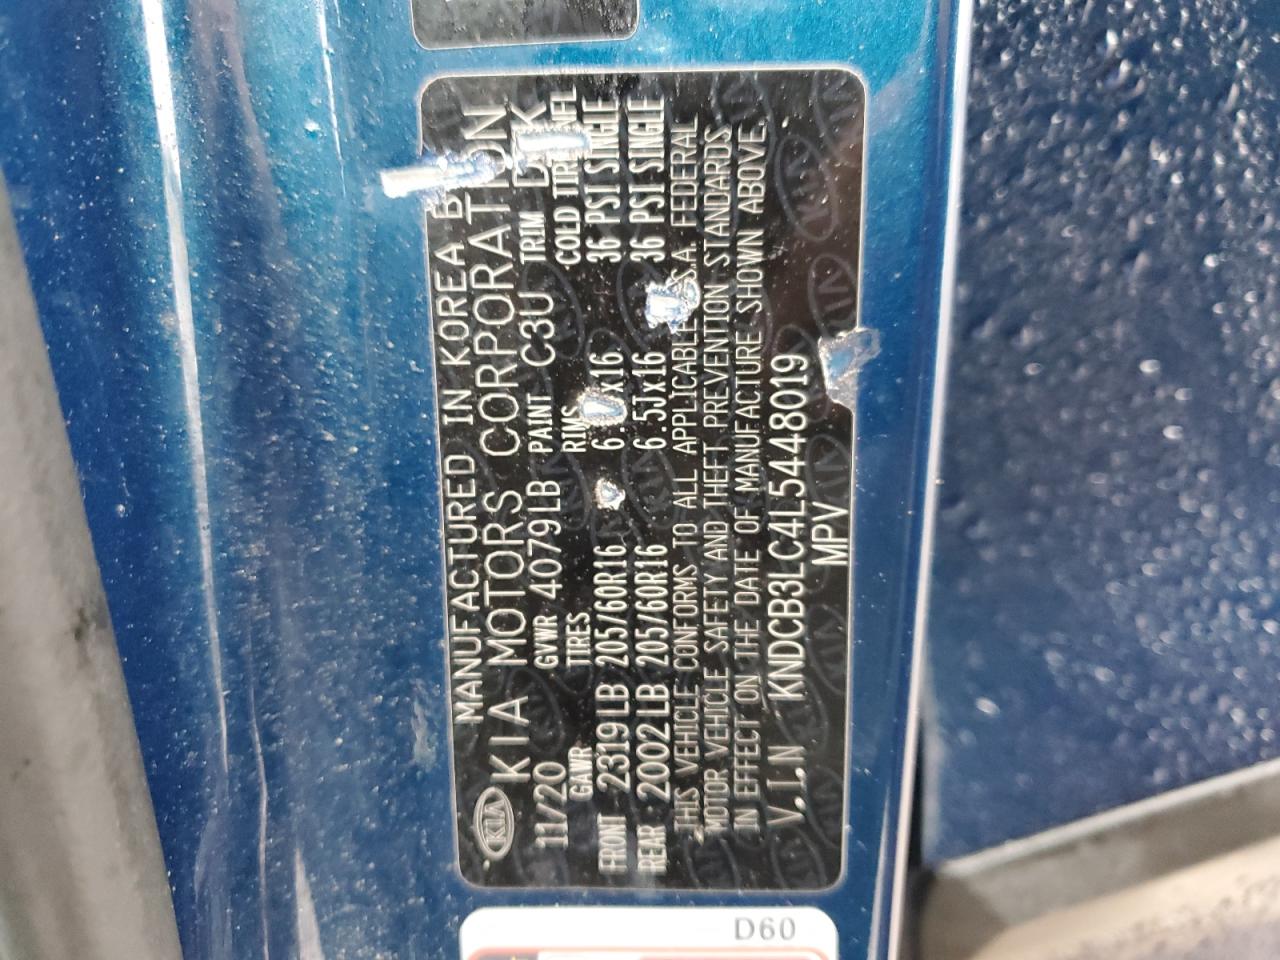 MANUFACTURED IN KOREA
KIA KIA MOTORS CORPORATION
11/20 GVWR 4079LB PAINT C3U TRIM
GAWR TIRES RIMS COLD TIRE
FRONT 2319LB 205/60R16 36 PSI SINGLE
REAR 2002LB 205/60R16 6.5Jx16 36 PSI SINGLE
THIS VEHICLE CONFORMS TO ALL APPLICABLE FEDERAL
MOTOR VEHICLE SAFETY AND THEFT PREVENTION STANDARDS
IN EFFECT ON THE DATE OF MANUFACTURE SHOWN ABOVE.
V.I.N KNDCB3LC4L5448019
MPV
D60